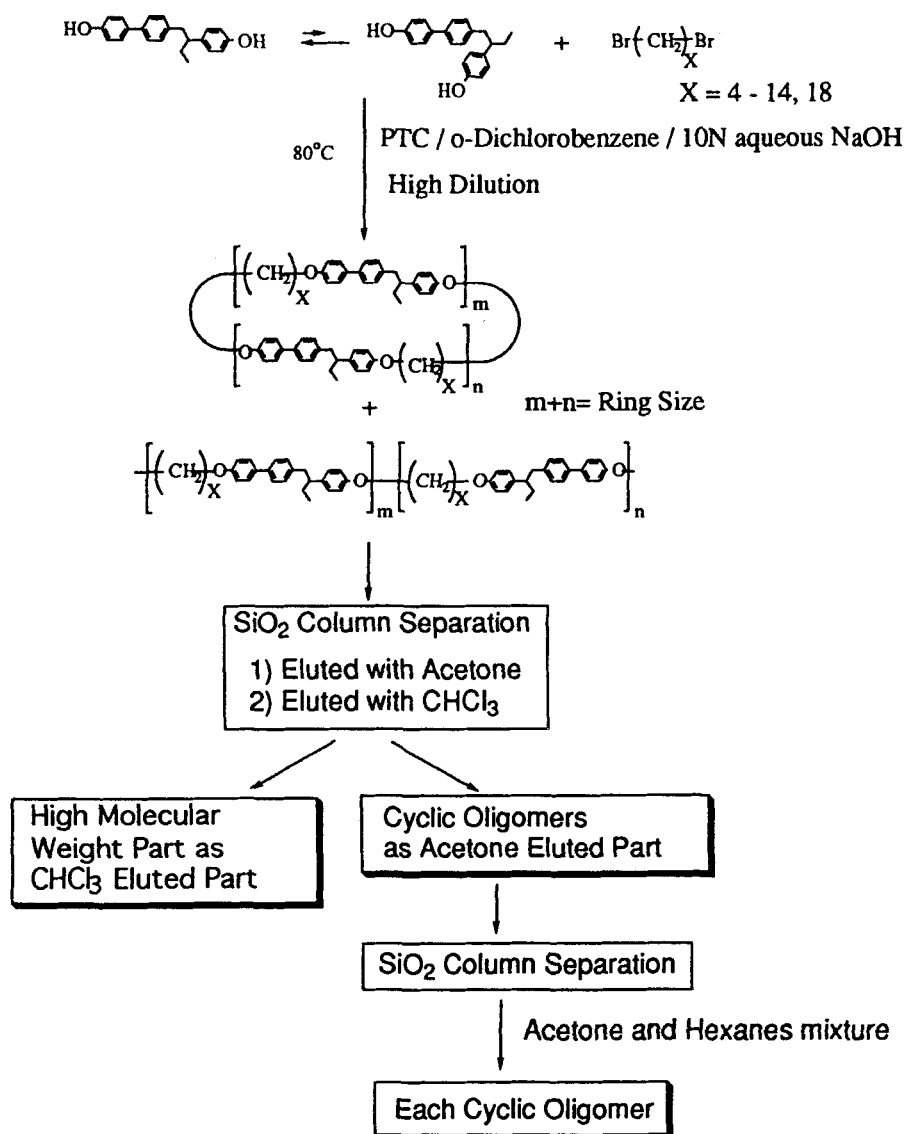 HO OH HO HO + Br(CH2)XBr
X = 4 - 14, 18
80°C
PTC / o-Dichlorobenzene / 10N aqueous NaOH
High Dilution
[(CH2)XO O]m
[O O(CH2)X]n
+
m+n= Ring Size
[(CH2)XO O]m[(CH2)XO O]n
SiO2 Column Separation
1) Eluted with Acetone
2) Eluted with CHCl3
High Molecular
Weight Part as
CHCl3 Eluted Part
Cyclic Oligomers
as Acetone Eluted Part
SiO2 Column Separation
Acetone and Hexanes mixture
Each Cyclic Oligomer